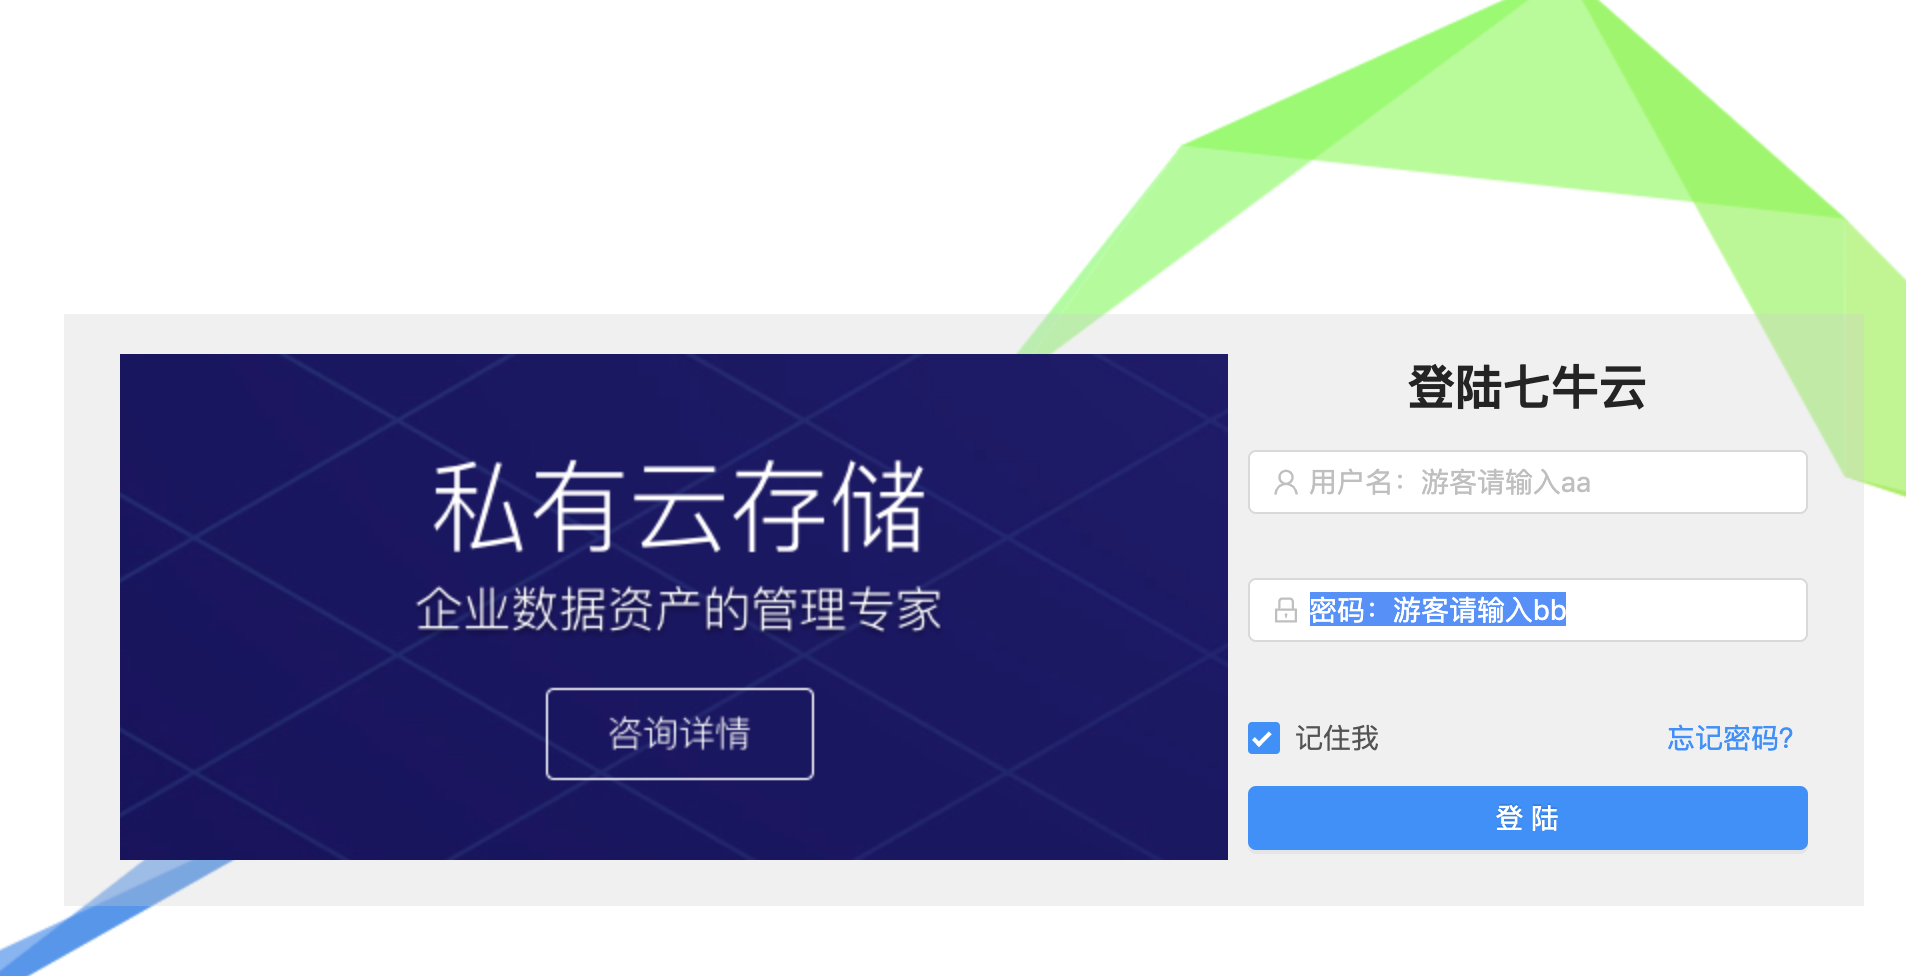 私有云存储
企业数据资产的管理专家
咨询详情
登陆七牛云
用户名：游客请输入aa
密码：游客请输入bb
记住我
忘记密码?
登 陆